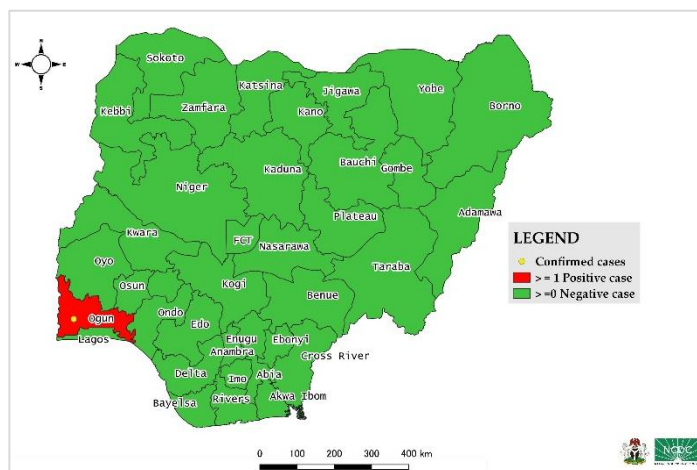 N
W
E
S
Sokoto
Katsina
Jigawa
Yobe
Borno
Kebbi
Zamfara
Kano
Kaduna
Bauchi
Gombe
Niger
Adamawa
Plateau
Kwara
FCT
Nasarawa
Oyo
Taraba
Osun
Kogi
Benue
Ogun
Ondo
Edo
Lagos
Enugu
Ebonyi
Anambra
Cross River
Delta
Imo
Abia
Bayelsa
Rivers
Akwa Ibom
LEGEND
Confirmed cases
>= 1 Positive case
>=0 Negative case
0 100 200 300 400 km
NCDC